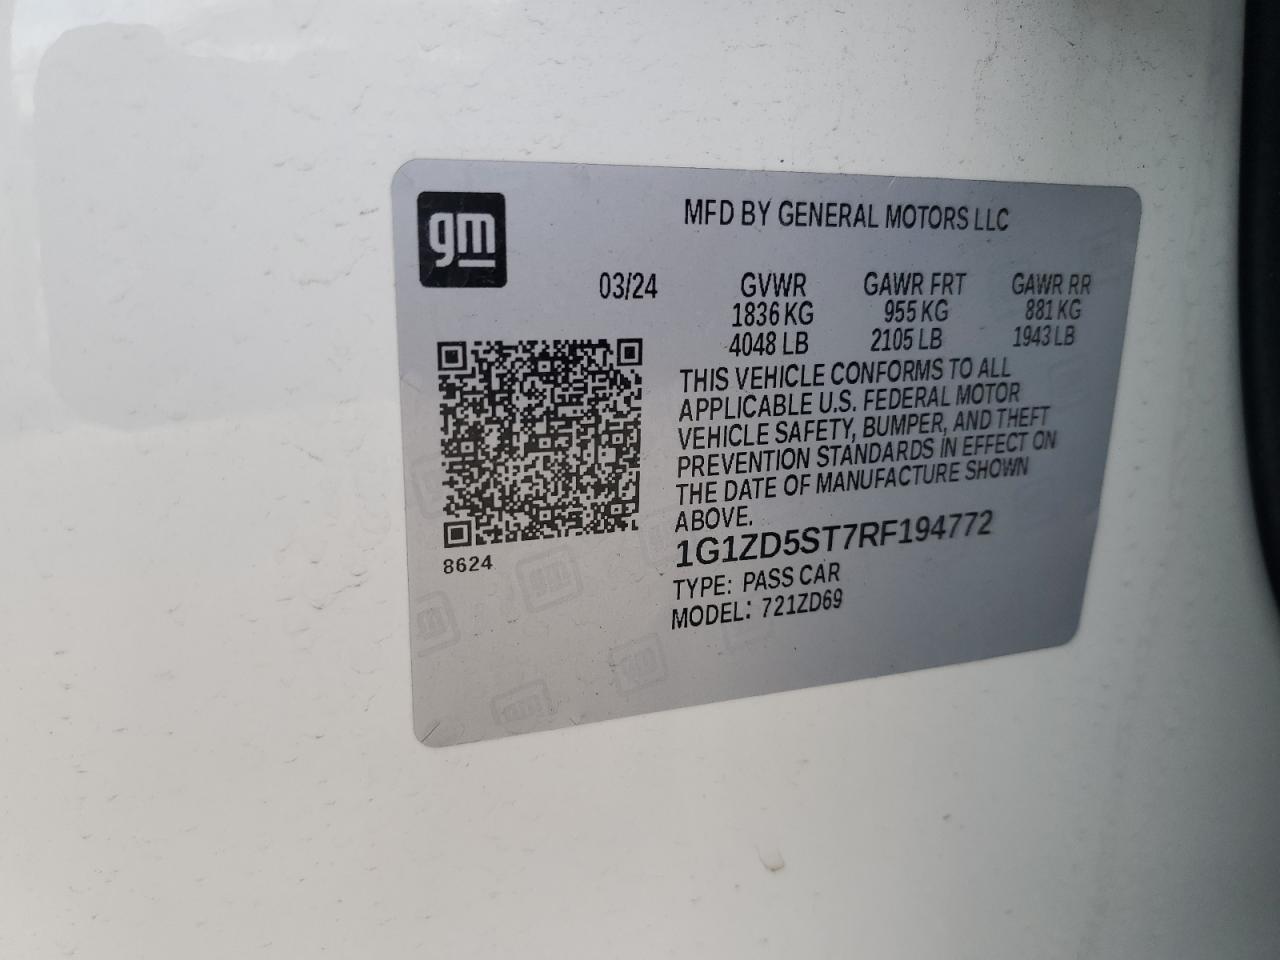 gm
MFD BY GENERAL MOTORS LLC
03/24 GVWR GAWR FRT GAWR RR
1836 KG 955 KG 881 KG
4048 LB 2105 LB 1943 LB
THIS VEHICLE CONFORMS TO ALL
APPLICABLE U.S. FEDERAL MOTOR
VEHICLE SAFETY, BUMPER, AND THEFT
PREVENTION STANDARDS IN EFFECT ON
THE DATE OF MANUFACTURE SHOWN
ABOVE.
1G1ZD5ST7RF194772
8624
TYPE: PASS CAR
MODEL: 721ZD69